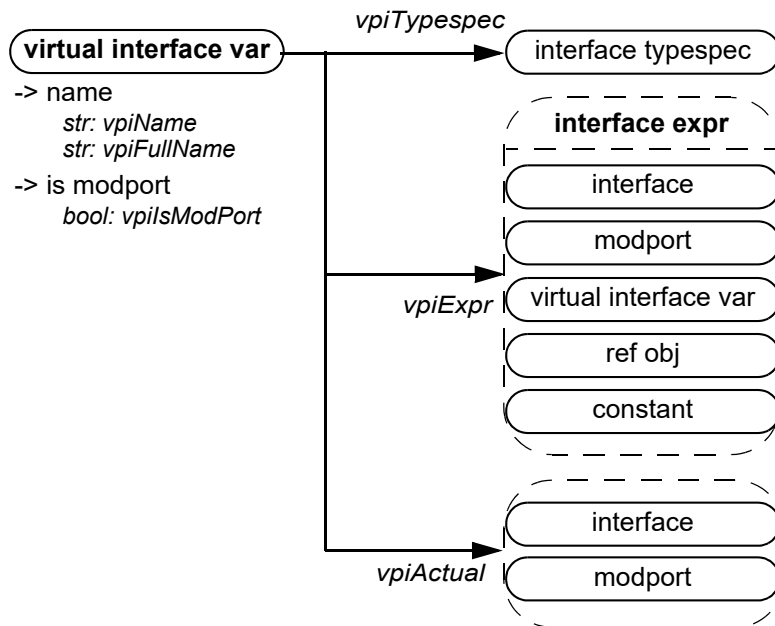 vpiTypespec
virtual interface var
interface typespec
-> name
str: vpiName
str: vpiFullName
-> is modport
bool: vpiIsModPort
interface expr
interface
modport
vpiExpr
virtual interface var
ref obj
constant
interface
vpiActual
modport